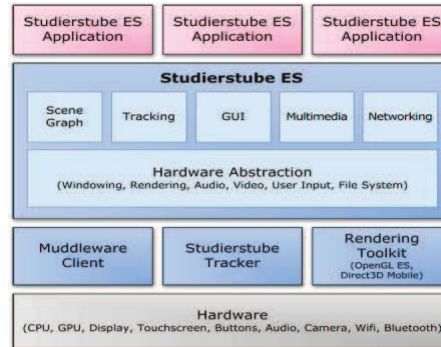 Studierstube ES
Application
Studierstube ES
Application
Studierstube ES
Application
Studierstube ES
Scene
Graph
Tracking
GUI
Multimedia
Networking
Hardware Abstraction
(Windowing, Rendering, Audio, Video, User Input, File System)
Muddleware
Client
Studierstube
Tracker
Rendering
Toolkit
(OpenGL ES,
Direct3D Mobile)
Hardware
(CPU, GPU, Display, Touchscreen, Buttons, Audio, Camera, Wifi, Bluetooth)